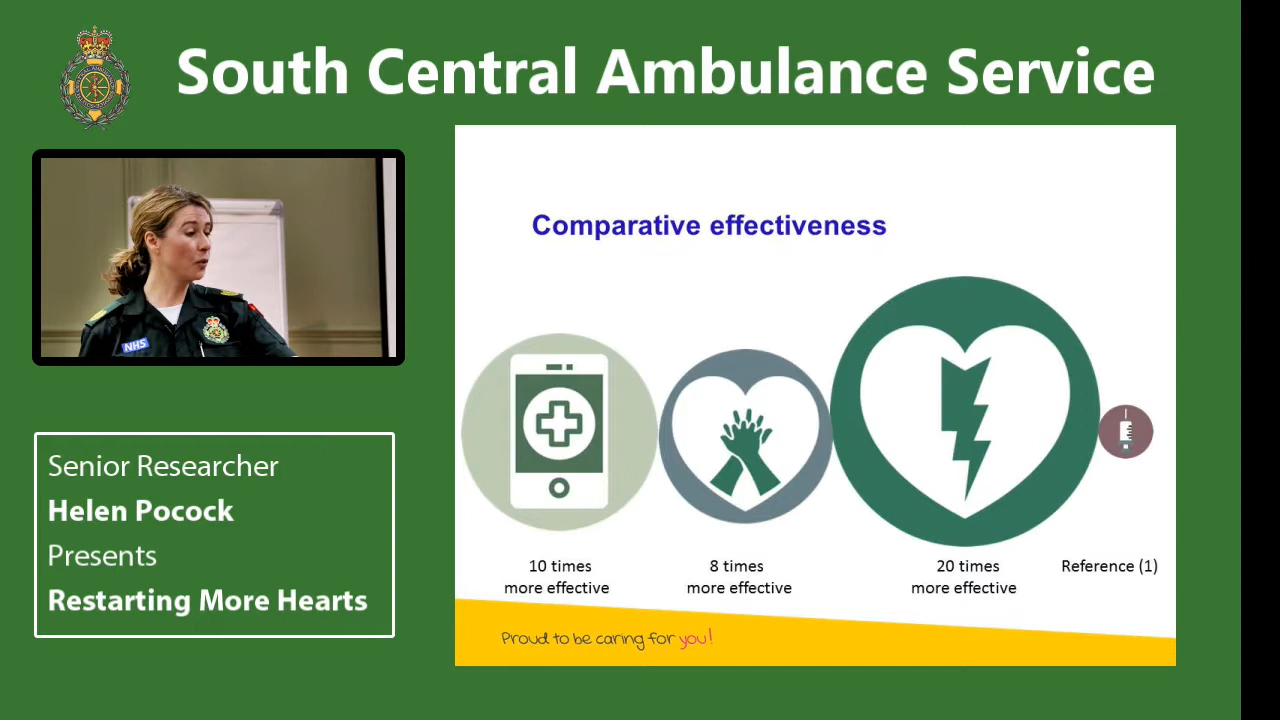 South Central Ambulance Service
NHS
Senior Researcher
Helen Pocock
Presents
Restarting More Hearts
Comparative effectiveness
10 times
more effective
8 times
more effective
20 times
more effective
Reference (1)
Proud to be caring for you!